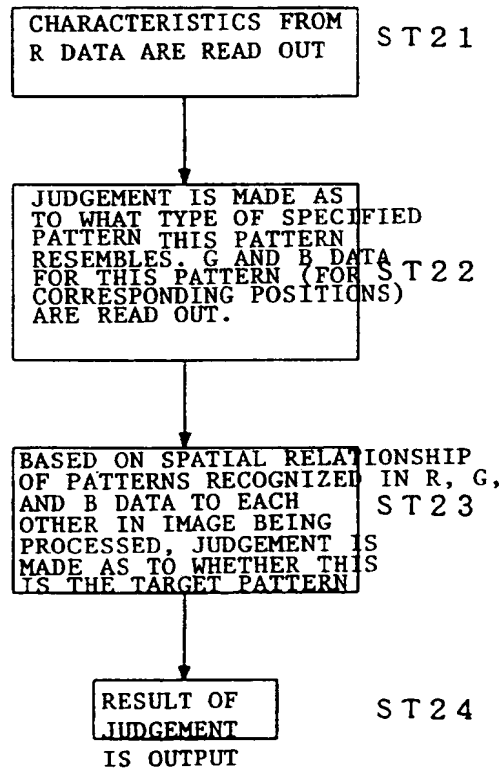 CHARACTERISTICS FROM
R DATA ARE READ OUT
ST21
JUDGEMENT IS MADE AS
TO WHAT TYPE OF SPECIFIED
PATTERN THIS PATTERN
RESEMBLES. G AND B DATA
FOR THIS PATTERN (FOR
CORRESPONDING POSITIONS)
ARE READ OUT.
ST22
BASED ON SPATIAL RELATIONSHIP
OF PATTERNS RECOGNIZED IN R, G,
AND B DATA TO EACH
OTHER IN IMAGE BEING
PROCESSED, JUDGEMENT IS
MADE AS TO WHETHER THIS
IS THE TARGET PATTERN
ST23
RESULT OF
JUDGEMENT
IS OUTPUT
ST24